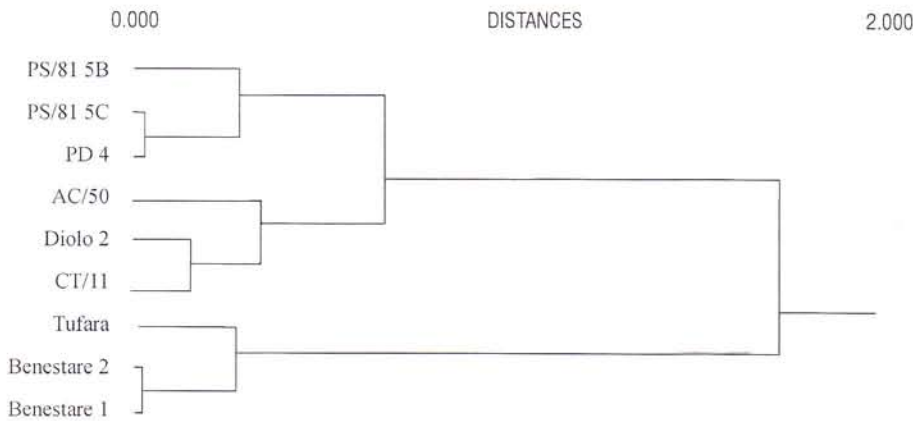 0.000 DISTANCES 2.000
PS/81 5B
PS/81 5C
PD 4
AC/50
Diolo 2
CT/11
Tufara
Benestare 2
Benestare 1